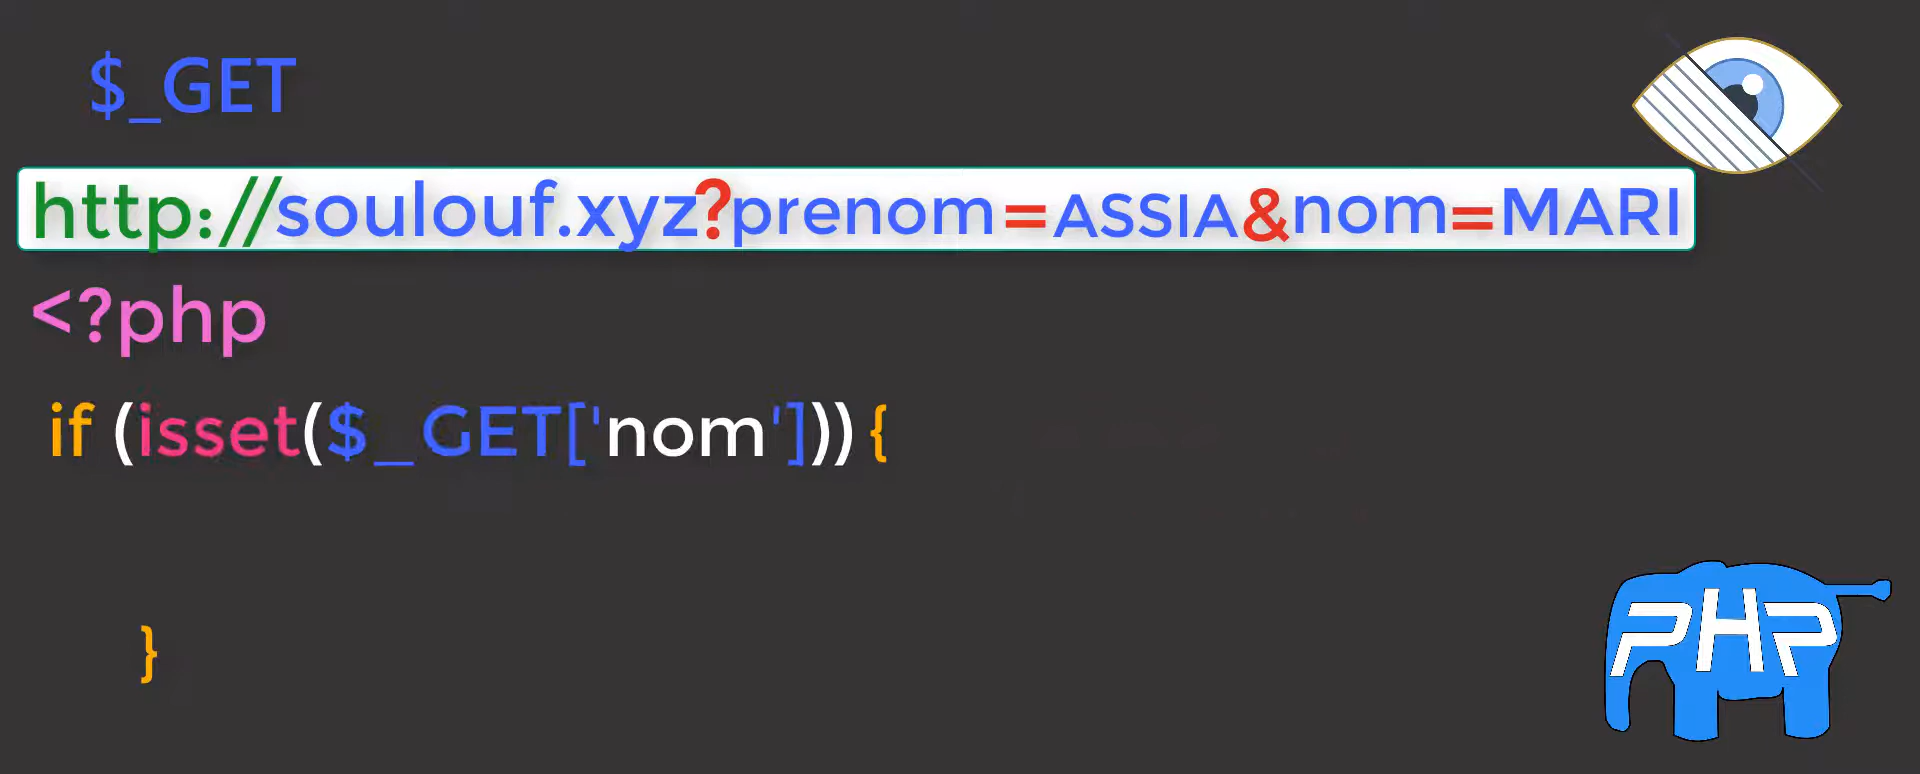 $_GET
http://soulouf.xyz?prenom=ASSIA&nom=MARI
<?php
if (isset($_GET['nom'])) {
}
PHP